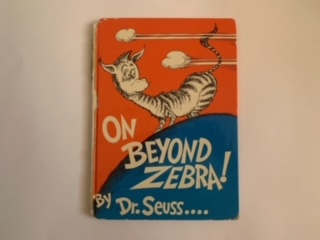 ON
BEYOND
ZEBRA!
By Dr. Seuss....